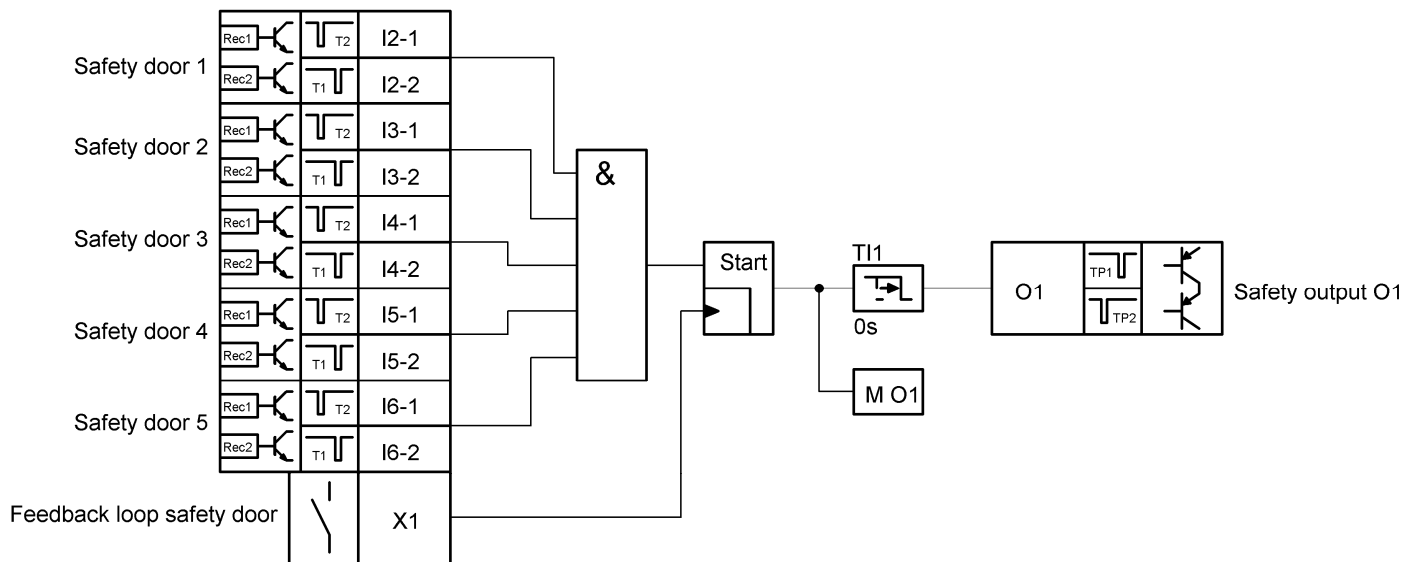 Safety door 1
Rec1 T2 I2-1
Rec2 T1 I2-2
Safety door 2
Rec1 T2 I3-1
Rec2 T1 I3-2
Safety door 3
Rec1 T2 I4-1
Rec2 T1 I4-2
Safety door 4
Rec1 T2 I5-1
Rec2 T1 I5-2
Safety door 5
Rec1 T2 I6-1
Rec2 T1 I6-2
Feedback loop safety door
X1
&
Start
TI1
0s
M O1
O1
TP1
TP2
Safety output O1